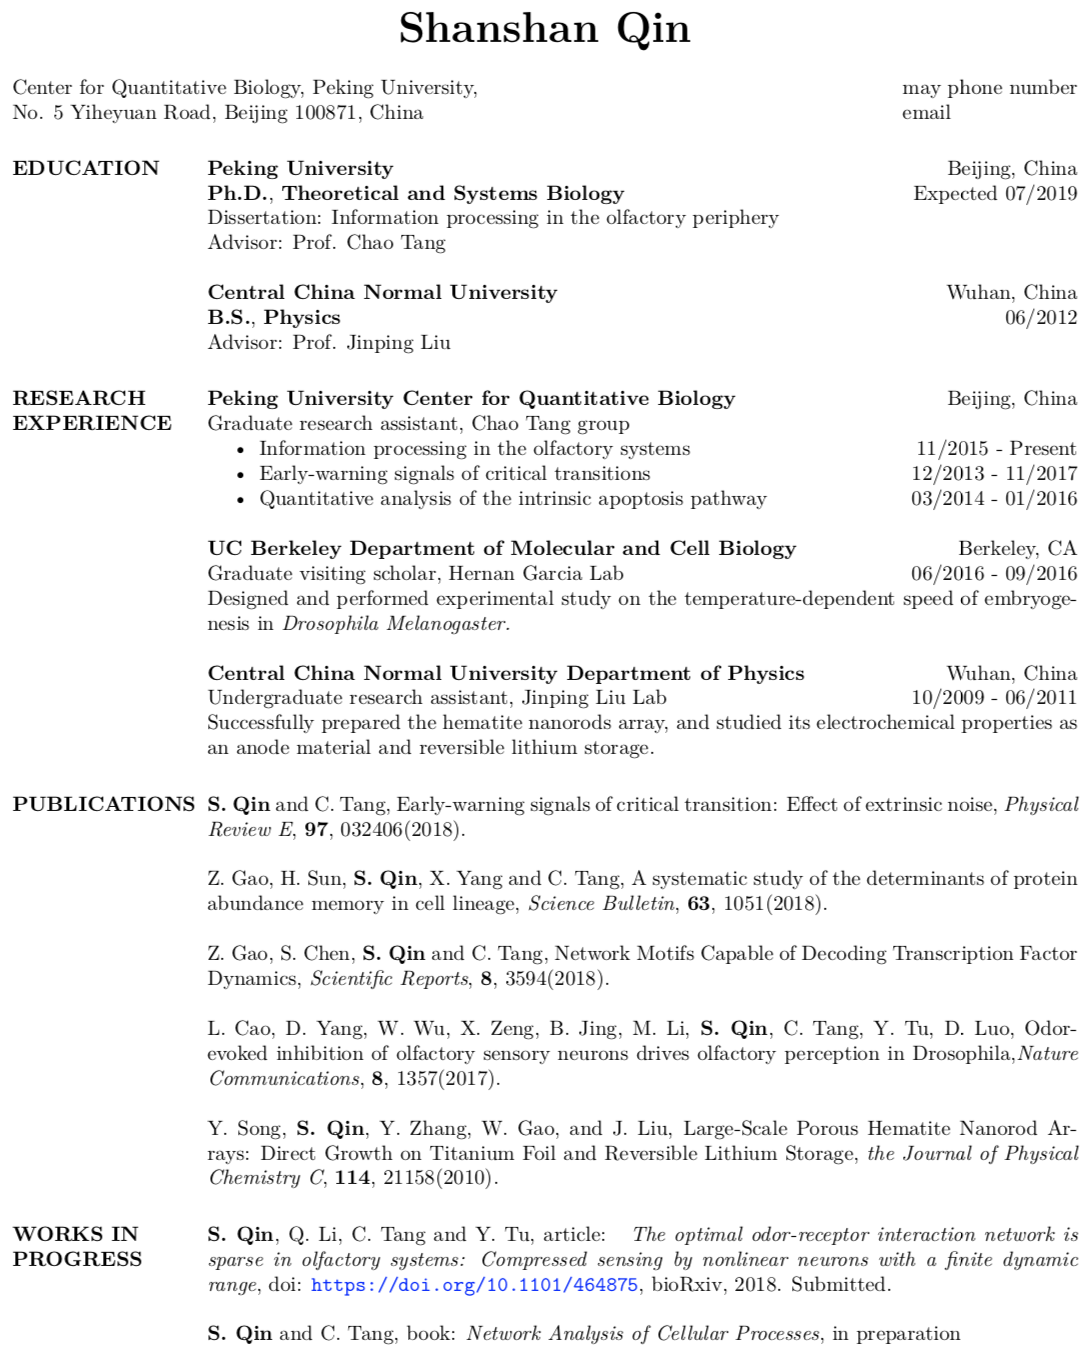 Shanshan Qin
Center for Quantitative Biology, Peking University, may phone number
No. 5 Yiheyuan Road, Beijing 100871, China email
EDUCATION Peking University Beijing, China
Ph.D., Theoretical and Systems Biology Expected 07/2019
Dissertation: Information processing in the olfactory periphery
Advisor: Prof. Chao Tang
Central China Normal University Wuhan, China
B.S., Physics 06/2012
Advisor: Prof. Jinping Liu
RESEARCH Peking University Center for Quantitative Biology Beijing, China
EXPERIENCE Graduate research assistant, Chao Tang group
• Information processing in the olfactory systems 11/2015 - Present
• Early-warning signals of critical transitions 12/2013 - 11/2017
• Quantitative analysis of the intrinsic apoptosis pathway 03/2014 - 01/2016
UC Berkeley Department of Molecular and Cell Biology Berkeley, CA
Graduate visiting scholar, Hernan Garcia Lab 06/2016 - 09/2016
Designed and performed experimental study on the temperature-dependent speed of embryoge-
nesis in Drosophila Melanogaster.
Central China Normal University Department of Physics Wuhan, China
Undergraduate research assistant, Jinping Liu Lab 10/2009 - 06/2011
Successfully prepared the hematite nanorods array, and studied its electrochemical properties as
an anode material and reversible lithium storage.
PUBLICATIONS S. Qin and C. Tang, Early-warning signals of critical transition: Effect of extrinsic noise, Physical
Review E, 97, 032406(2018).
Z. Gao, H. Sun, S. Qin, X. Yang and C. Tang, A systematic study of the determinants of protein
abundance memory in cell lineage, Science Bulletin, 63, 1051(2018).
Z. Gao, S. Chen, S. Qin and C. Tang, Network Motifs Capable of Decoding Transcription Factor
Dynamics, Scientific Reports, 8, 3594(2018).
L. Cao, D. Yang, W. Wu, X. Zeng, B. Jing, M. Li, S. Qin, C. Tang, Y. Tu, D. Luo, Odor-
evoked inhibition of olfactory sensory neurons drives olfactory perception in Drosophila,Nature
Communications, 8, 1357(2017).
Y. Song, S. Qin, Y. Zhang, W. Gao, and J. Liu, Large-Scale Porous Hematite Nanorod Ar-
rays: Direct Growth on Titanium Foil and Reversible Lithium Storage, the Journal of Physical
Chemistry C, 114, 21158(2010).
WORKS IN S. Qin, Q. Li, C. Tang and Y. Tu, article: The optimal odor-receptor interaction network is
PROGRESS sparse in olfactory systems: Compressed sensing by nonlinear neurons with a finite dynamic
range, doi: https://doi.org/10.1101/464875, bioRxiv, 2018. Submitted.
S. Qin and C. Tang, book: Network Analysis of Cellular Processes, in preparation